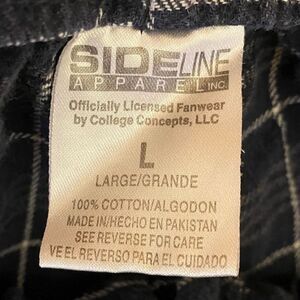 SIDELINE
APPAREL INC.
Officially Licensed Fanwear
by College Concepts, LLC
L
LARGE/GRANDE
100% COTTON/ALGODON
MADE IN/HECHO EN PAKISTAN
SEE REVERSE FOR CARE
VE EL REVERSO PARA EL CUIDADO